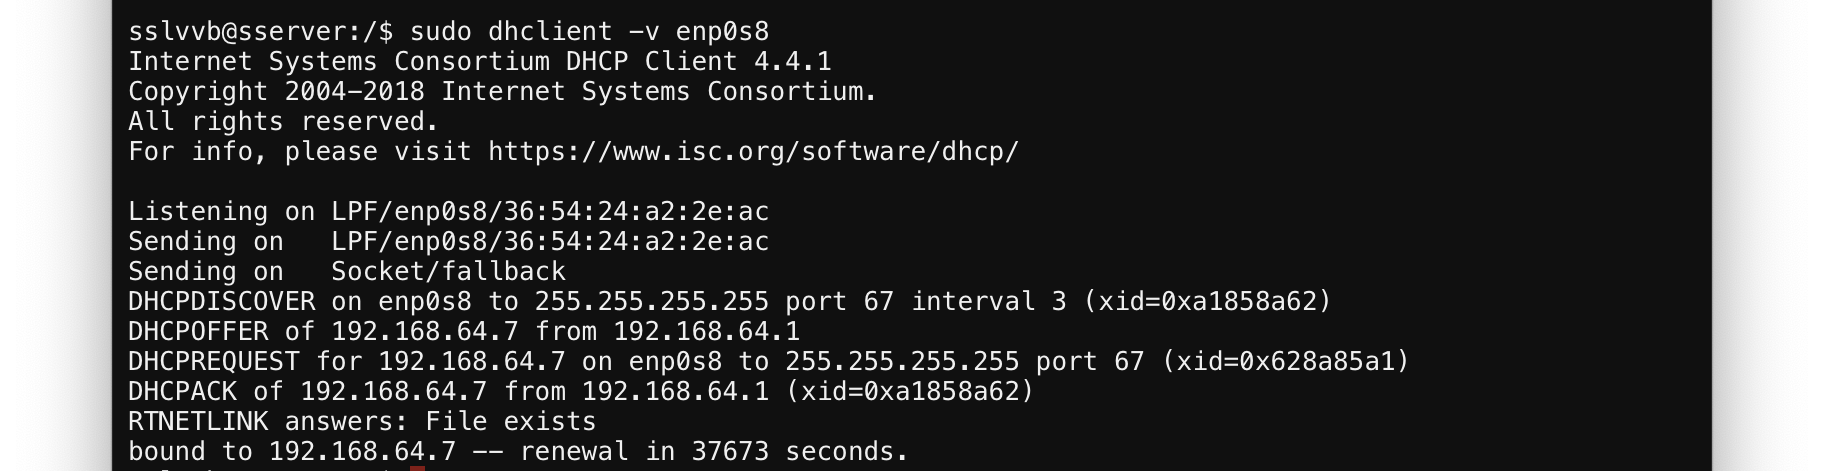 sslvvb@sserver:/$ sudo dhclient -v enp0s8
Internet Systems Consortium DHCP Client 4.4.1
Copyright 2004-2018 Internet Systems Consortium.
All rights reserved.
For info, please visit https://www.isc.org/software/dhcp/
Listening on LPF/enp0s8/36:54:24:a2:2e:ac
Sending on   LPF/enp0s8/36:54:24:a2:2e:ac
Sending on   Socket/fallback
DHCPDISCOVER on enp0s8 to 255.255.255.255 port 67 interval 3 (xid=0xa1858a62)
DHCPOFFER of 192.168.64.7 from 192.168.64.1
DHCPREQUEST for 192.168.64.7 on enp0s8 to 255.255.255.255 port 67 (xid=0x628a85a1)
DHCPACK of 192.168.64.7 from 192.168.64.1 (xid=0xa1858a62)
RTNETLINK answers: File exists
bound to 192.168.64.7 -- renewal in 37673 seconds.